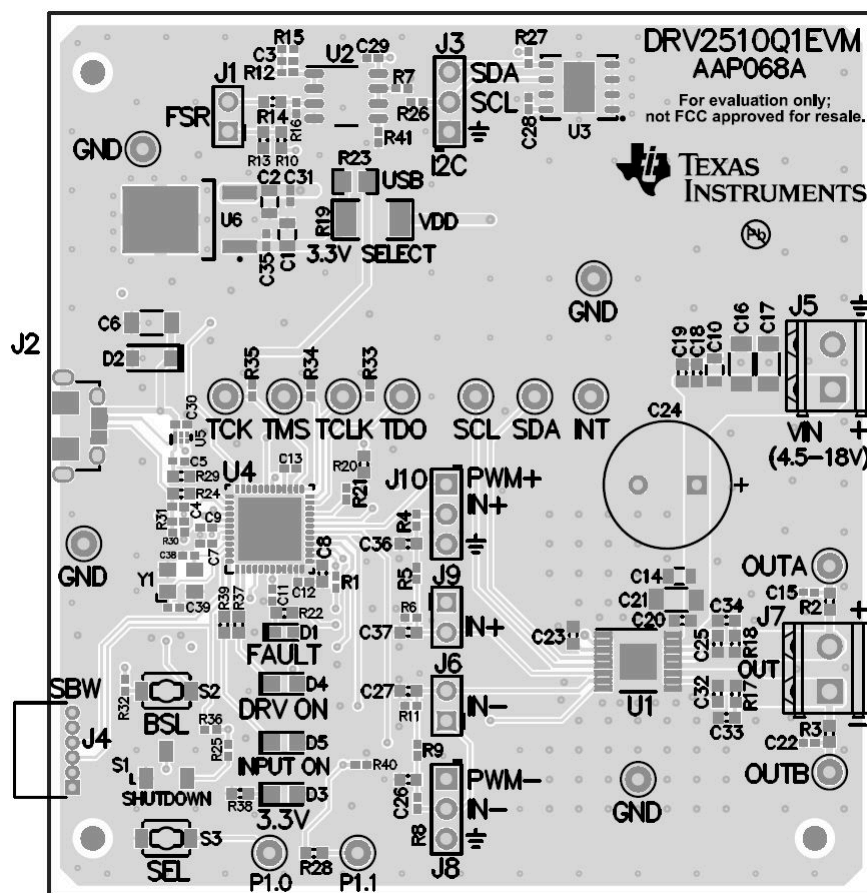 R15
C3
R12
U2
C29
J3
R27
DRV2510Q1EVM
AAP068A
J1
R7
SDA
FSR
R14
R16
R26
SCL
C28
U3
For evaluation only;
not FCC approved for resale.
R13
R10
R41
I2C
GND
R23
USB
TEXAS
INSTRUMENTS
C2
C31
U6
R19
VDD
C35
C1
3.3V
SELECT
Pb
GND
J5
C6
J2
D2
C19
C18
C10
C16
C17
R35
R34
R33
C24
C30
U5
TCK
TMS
TCLK
TDO
SCL
SDA
INT
VIN
+
(4.5-18V)
C5
U4
C13
R20
R21
J10
PWM+
IN+
+
R29
R24
R31
C4
R30
C9
C7
C8
R4
C36
C38
GND
Y1
C39
C11
C12
R1
R5
J9
OUTA
C14
C21
C15
R2
R39
R37
R22
R6
D1
C37
IN+
C23
C20
C34
C25
R18
J7
+
FAULT
OUT
SBW
R32
S2
D4
C27
R11
J6
IN-
U1
C32
R17
C33
BSL
DRV ON
J4
R36
R25
D5
R9
R3
C22
S1
INPUT ON
R40
PWM-
OUTB
SHUTDOWN
R38
D3
C26
IN-
GND
3.3V
R8
S3
SEL
R28
J8
P1.0
P1.1